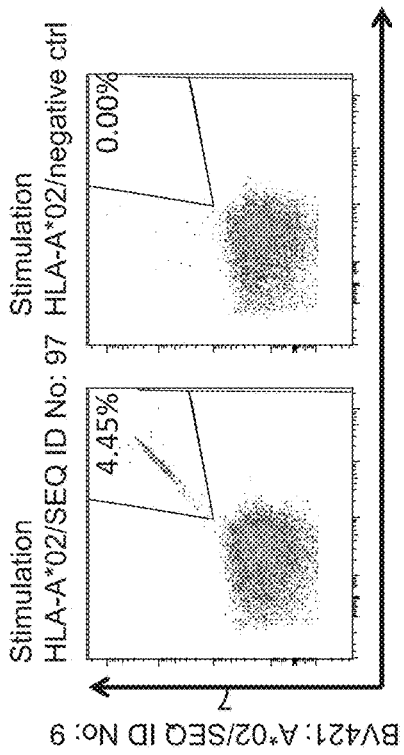 Stimulation
HLA-A*02/SEQ ID No: 97
Stimulation
HLA-A*02/negative ctrl
4.45%
0.00%
BV421: A*02/SEQ ID No: 9
7